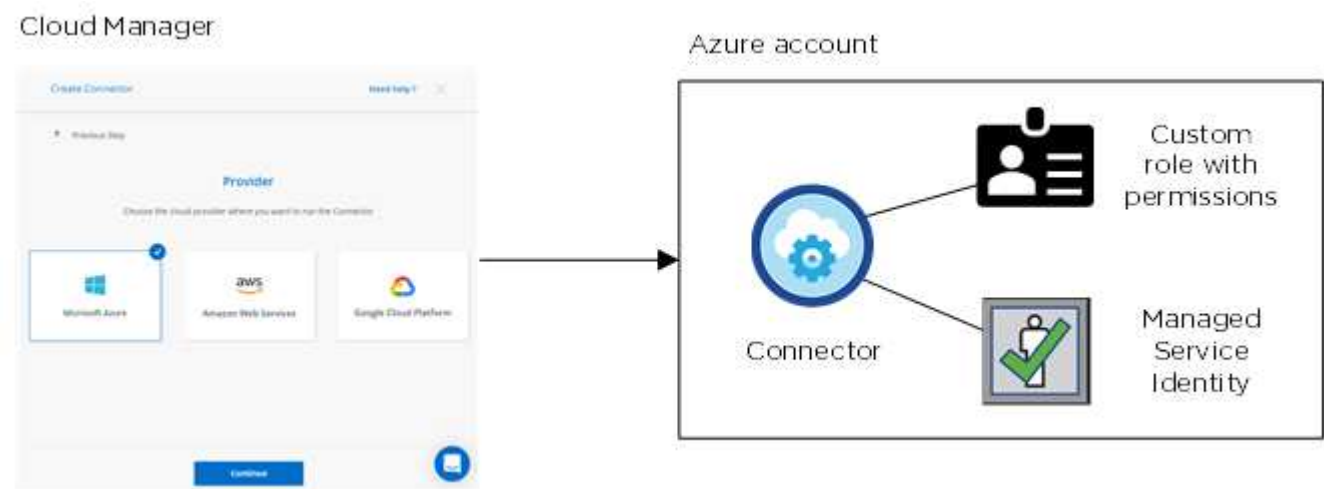 Cloud Manager
Create Connector
Need help?
Previous Step
Provider
Choose the cloud provider where you want to run the Connector
Microsoft Azure
aws
Amazon Web Services
Google Cloud Platform
Continue
Azure account
Custom
role with
permissions
Connector
Managed
Service
Identity